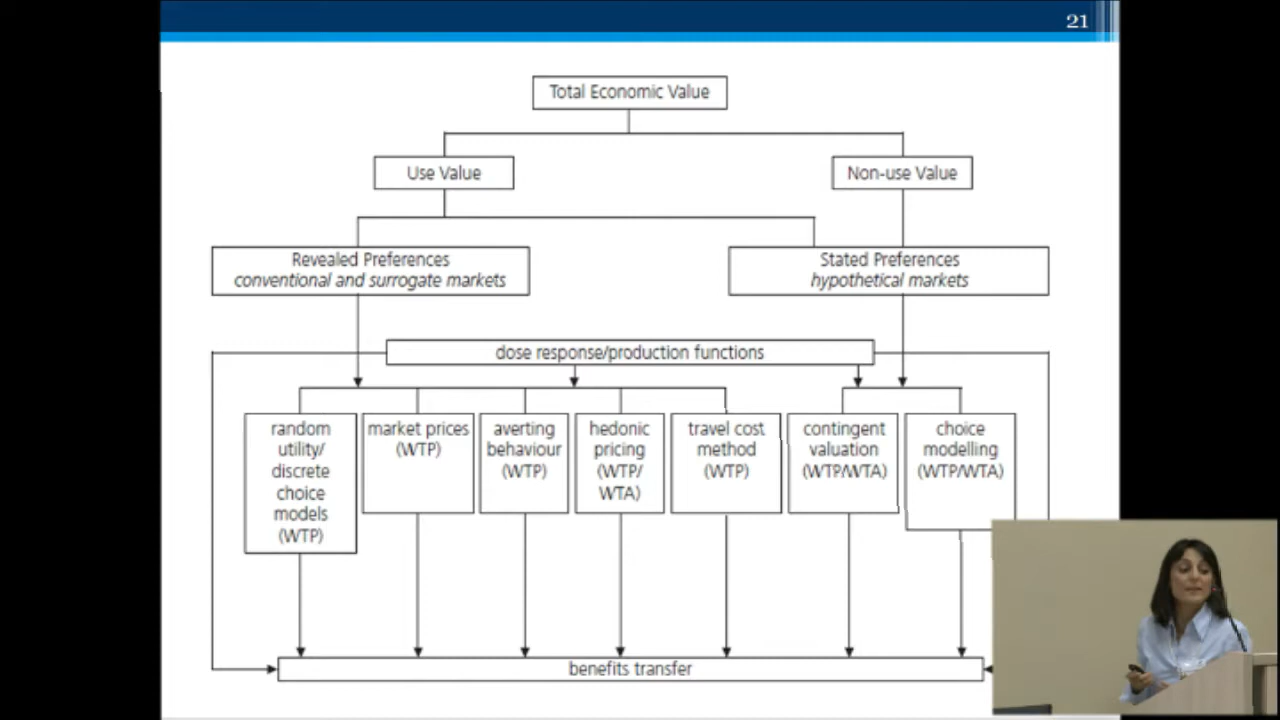 21
Total Economic Value
Use Value
Non-use Value
Revealed Preferences
conventional and surrogate markets
Stated Preferences
hypothetical markets
dose response/production functions
random
utility/
discrete
choice
models
(WTP)
market prices
(WTP)
averting
behaviour
(WTP)
hedonic
pricing
(WTP/
WTA)
travel cost
method
(WTP)
contingent
valuation
(WTP/WTA)
choice
modelling
(WTP/WTA)
benefits transfer